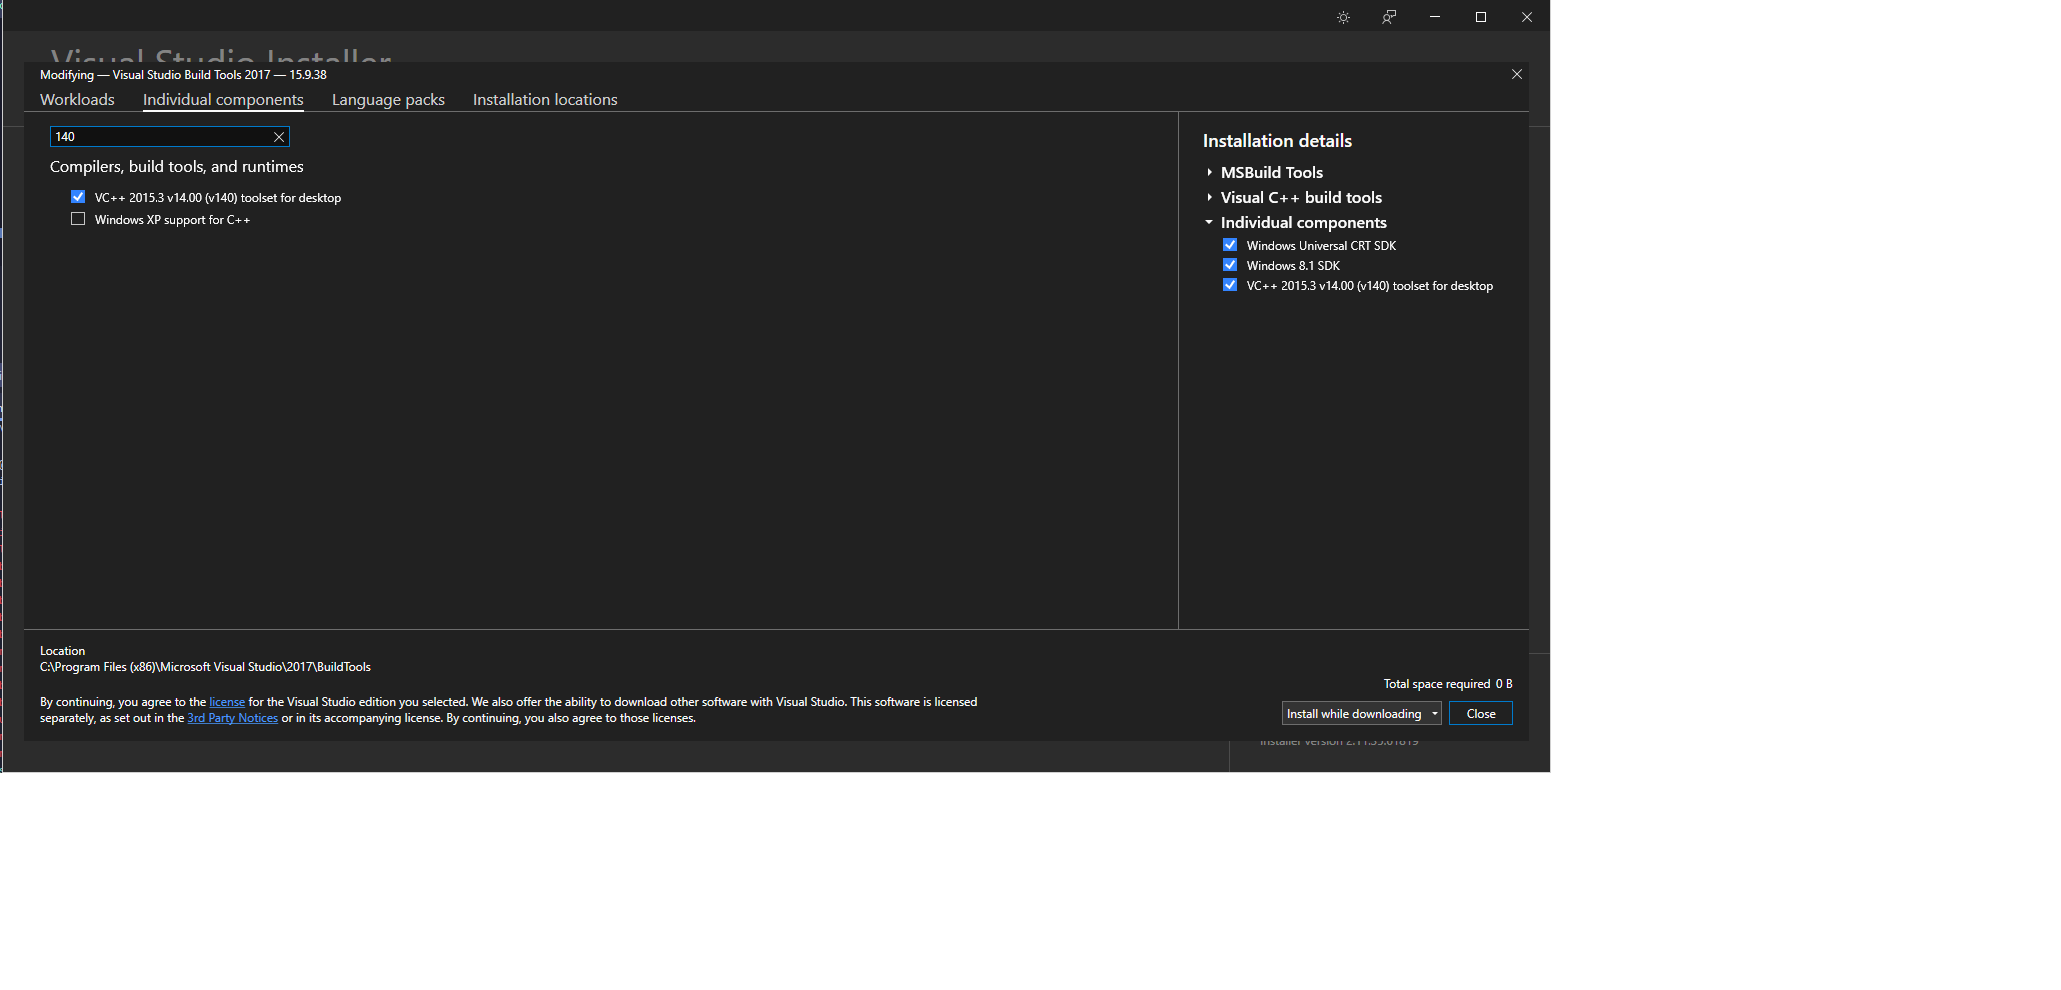 Visual Studio Installer
Modifying — Visual Studio Build Tools 2017 — 15.9.38
Workloads
Individual components
Language packs
Installation locations
140
Compilers, build tools, and runtimes
VC++ 2015.3 v14.00 (v140) toolset for desktop
Windows XP support for C++
Installation details
MSBuild Tools
Visual C++ build tools
Individual components
Windows Universal CRT SDK
Windows 8.1 SDK
VC++ 2015.3 v14.00 (v140) toolset for desktop
Location
C:\Program Files (x86)\Microsoft Visual Studio\2017\BuildTools
By continuing, you agree to the license for the Visual Studio edition you selected. We also offer the ability to download other software with Visual Studio. This software is licensed
separately, as set out in the 3rd Party Notices or in its accompanying license. By continuing, you also agree to those licenses.
Total space required 0 B
Install while downloading
Close
Installer version